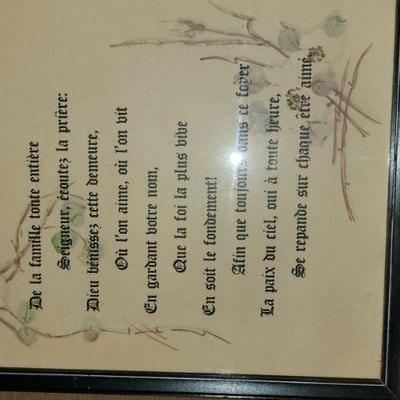 De la famille toute entière
Seigneur, écoutez la prière:
Dieu bénissez cette demeure,
Où l'on aime, où l'on vit
En gardant votre nom,
Que la foi la plus vive
En soit le fondement!
Afin que toujours dans ce foyer
La paix du ciel, oui à toute heure,
Se repande sur chaque être aimé.